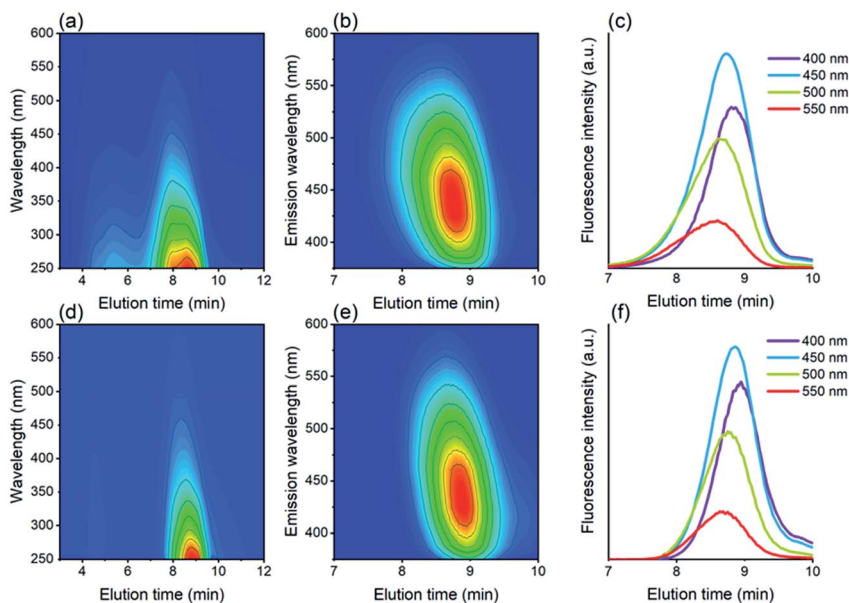 (a)
600
550
500
450
400
350
300
250
Wavelength (nm)
4 6 8 10 12
Elution time (min)
(b)
600
550
500
450
400
Emission wavelength (nm)
7 8 9 10
Elution time (min)
(c)
Fluorescence intensity (a.u.)
400 nm
450 nm
500 nm
550 nm
7 8 9 10
Elution time (min)
(d)
600
550
500
450
400
350
300
250
Wavelength (nm)
4 6 8 10 12
Elution time (min)
(e)
600
550
500
450
400
Emission wavelength (nm)
7 8 9 10
Elution time (min)
(f)
Fluorescence intensity (a.u.)
400 nm
450 nm
500 nm
550 nm
7 8 9 10
Elution time (min)